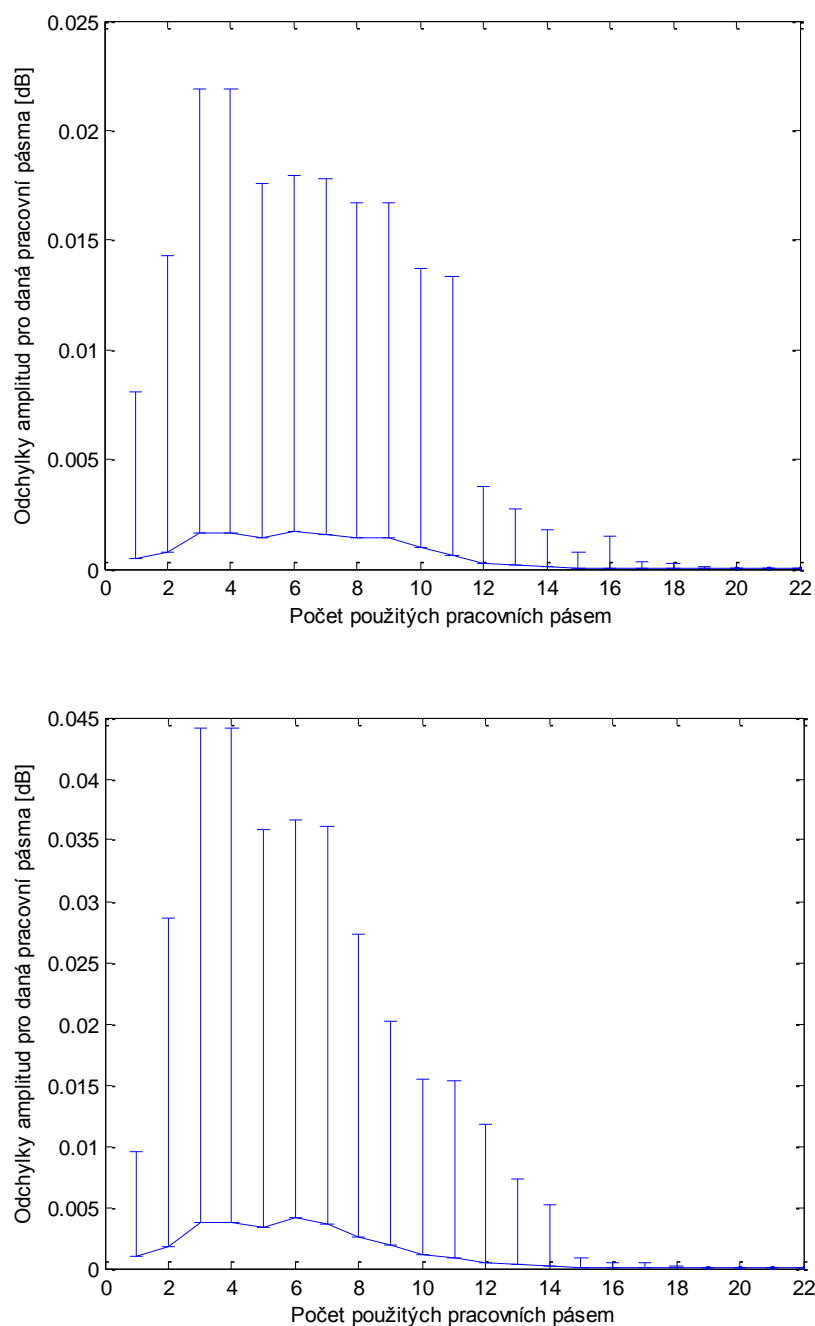 0.025
0.02
0.015
0.01
0.005
0
0 2 4 6 8 10 12 14 16 18 20 22
Odchylky amplitud pro daná pracovní pásma [dB]
Počet použitých pracovních pásem
0.045
0.04
0.035
0.03
0.025
0.02
0.015
0.01
0.005
0
0 2 4 6 8 10 12 14 16 18 20 22
Odchylky amplitud pro daná pracovní pásma [dB]
Počet použitých pracovních pásem